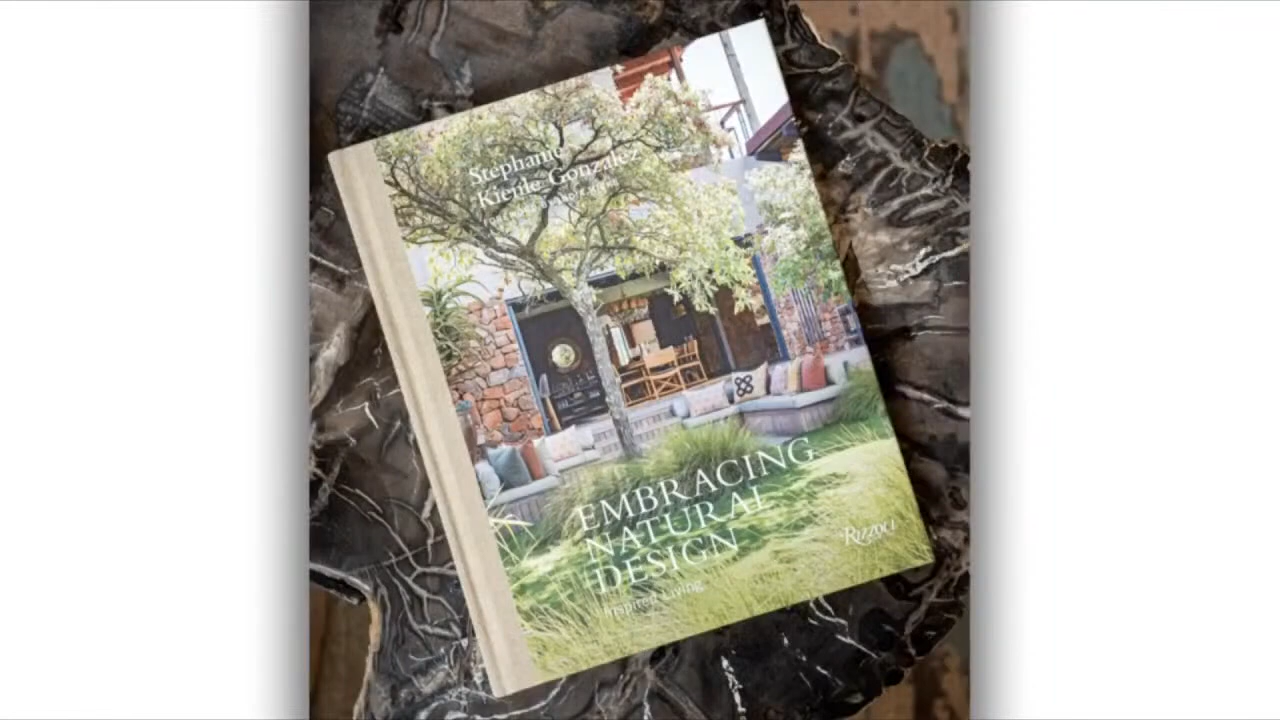 Stephanie
Kienle Gonzalez
EMBRACING
NATURAL
DESIGN
Inspired Living
RIZZOLI